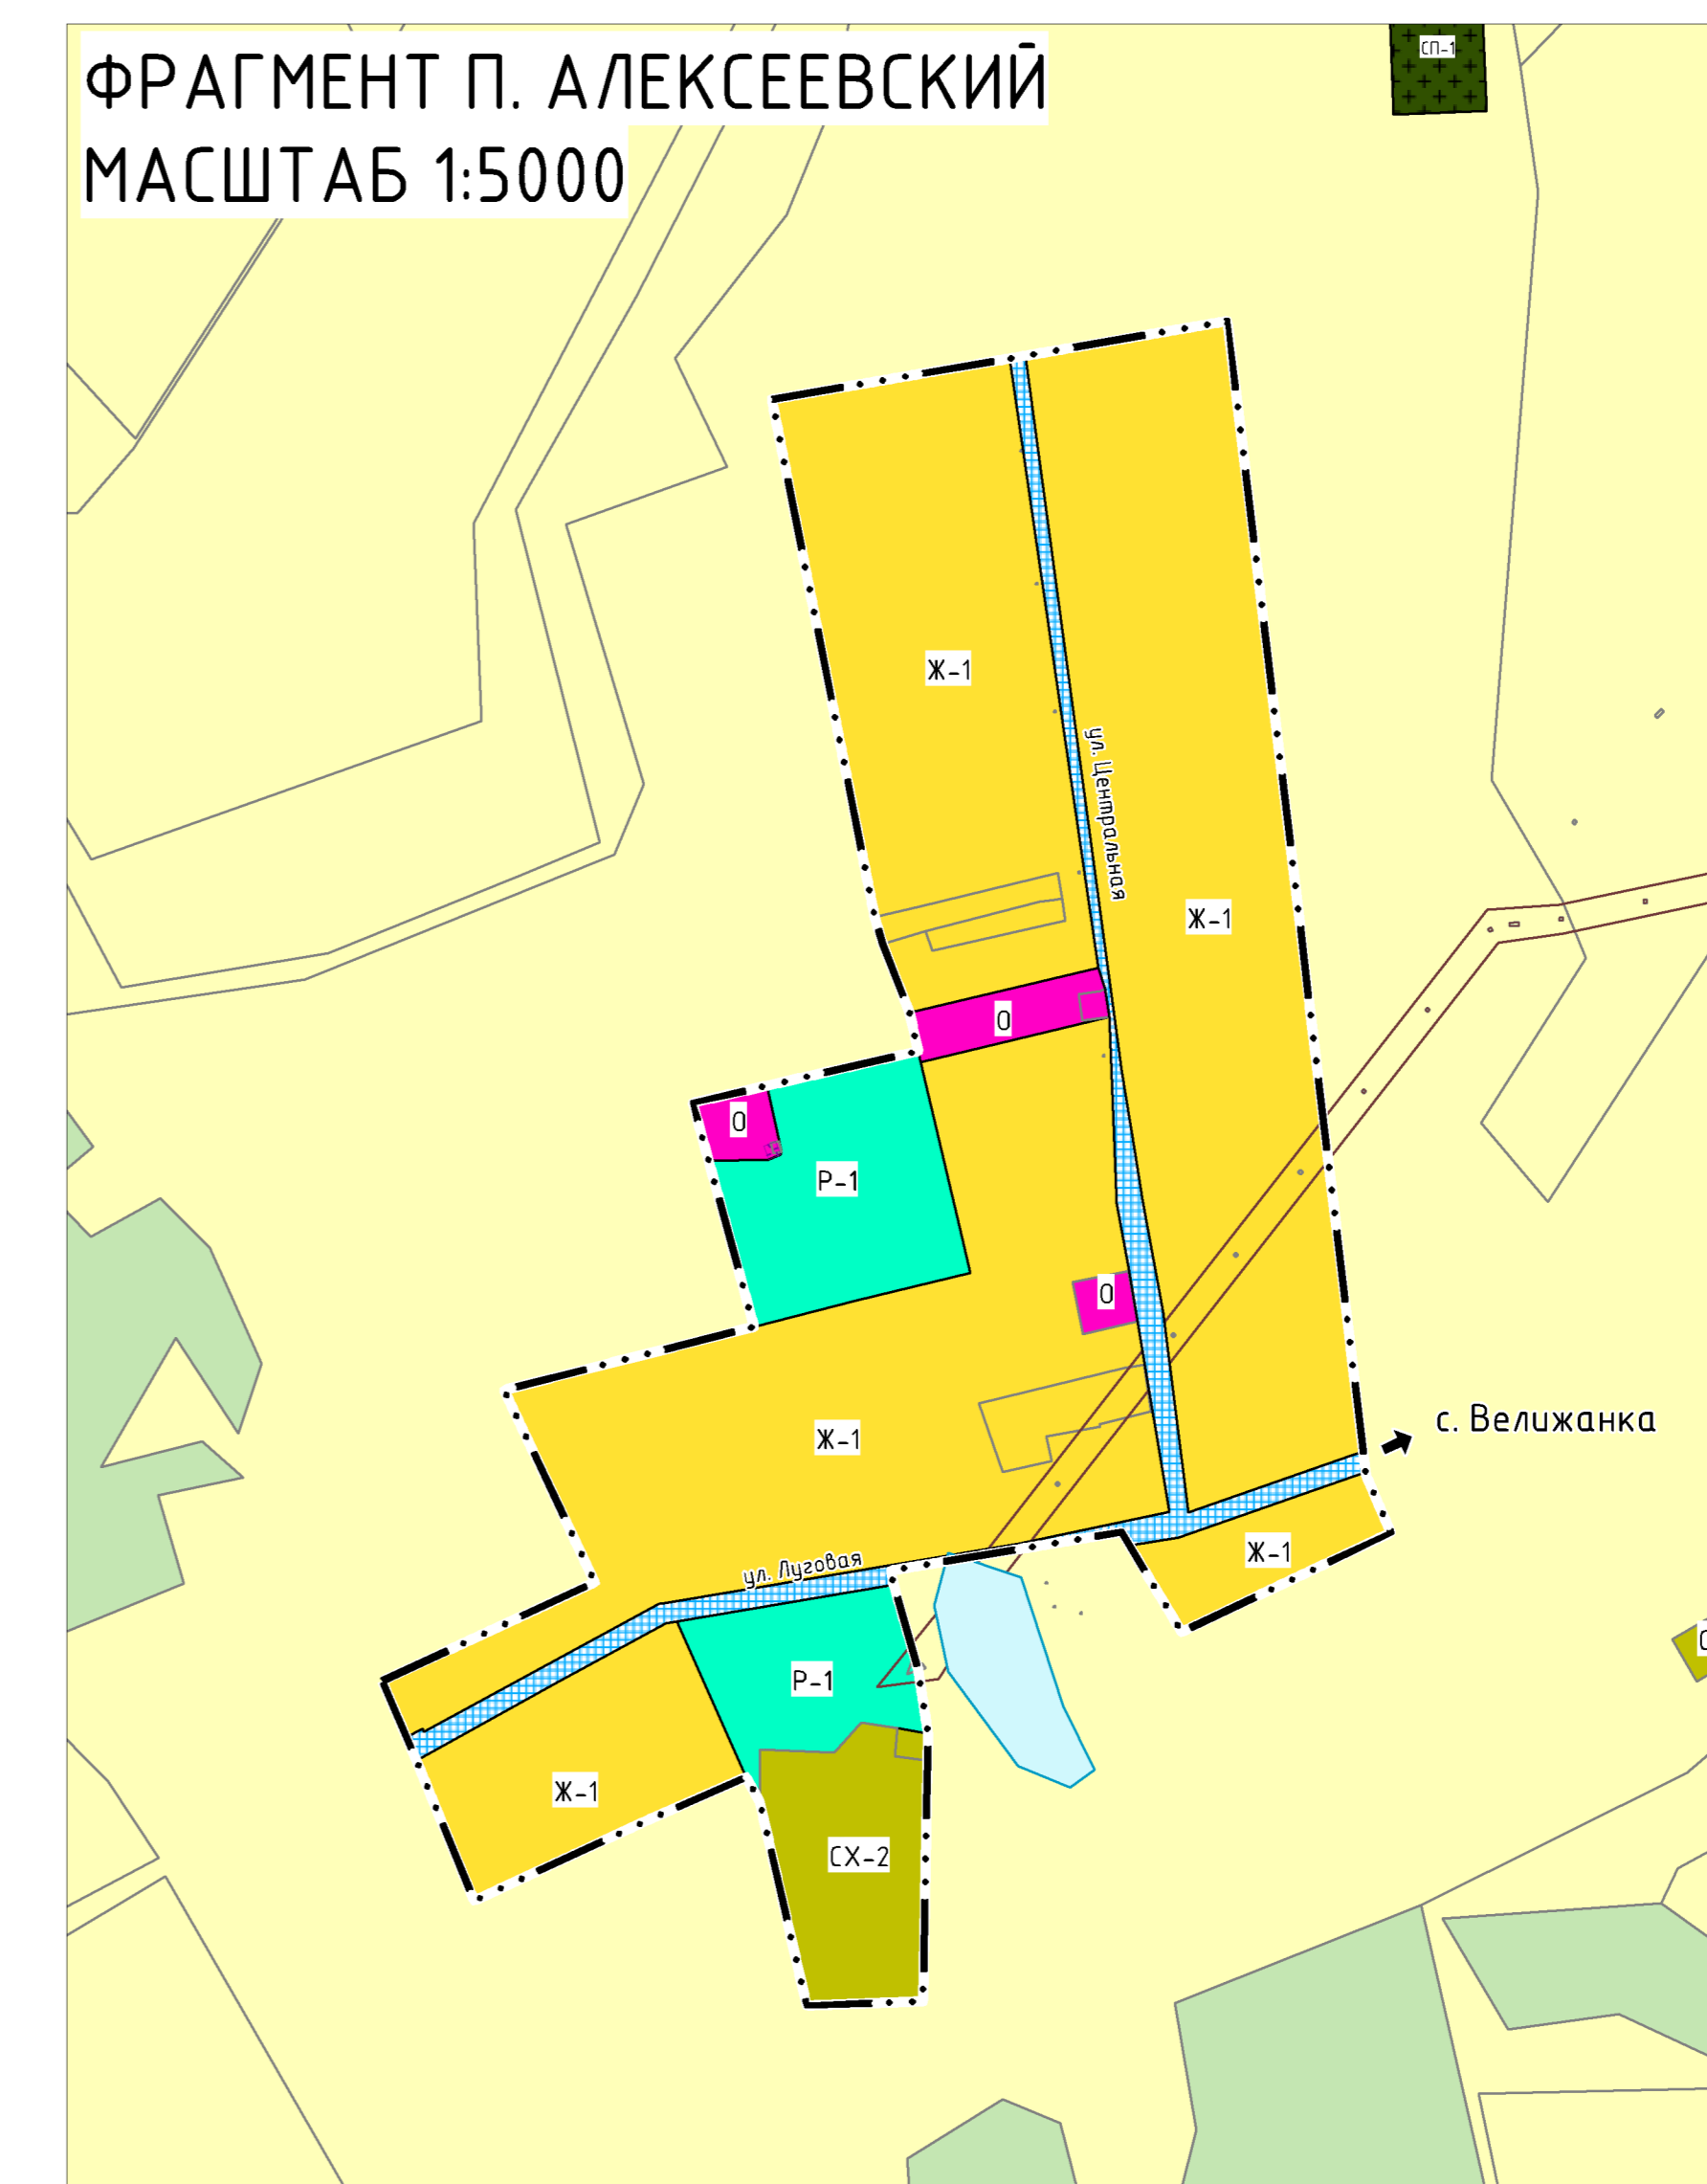 ФРАГМЕНТ П. АЛЕКСЕЕВСКИЙ
МАСШТАБ 1:5000
СП-1
Ж-1
ул. Центральная
Ж-1
О
О
Р-1
О
с. Велижанка
Ж-1
Ж-1
ул. Луговая
Р-1
Ж-1
СХ-2